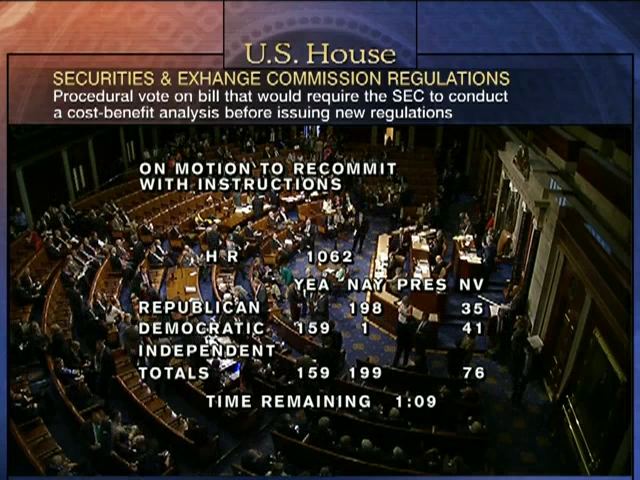 U.S. House
SECURITIES & EXHANGE COMMISSION REGULATIONS
Procedural vote on bill that would require the SEC to conduct
a cost-benefit analysis before issuing new regulations
ON MOTION TO RECOMMIT
WITH INSTRUCTIONS
H R 1062
YEA NAY PRES NV
REPUBLICAN 198 35
DEMOCRATIC 159 1 41
INDEPENDENT
TOTALS 159 199 76
TIME REMAINING 1:09